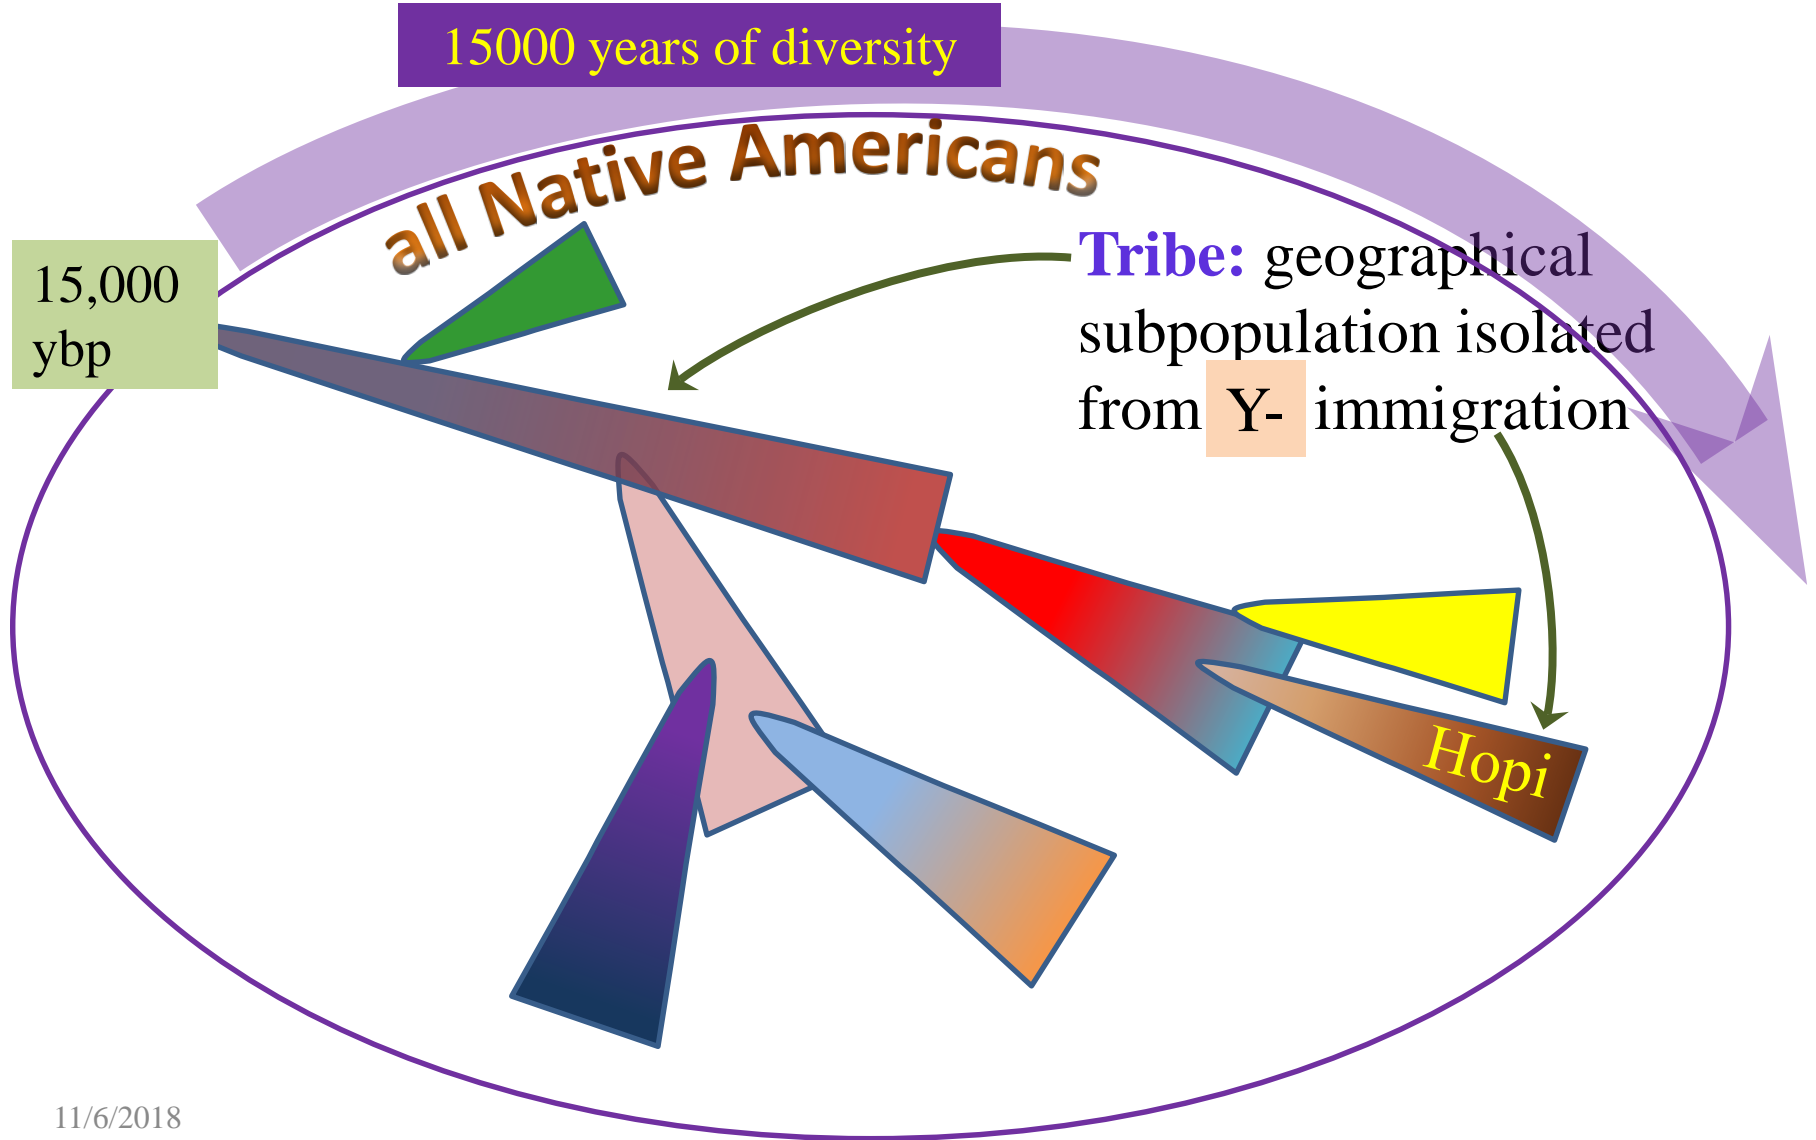 15000 years of diversity
all Native Americans
15,000
ybp
Tribe: geographical
subpopulation isolated
from Y- immigration
Hopi
11/6/2018